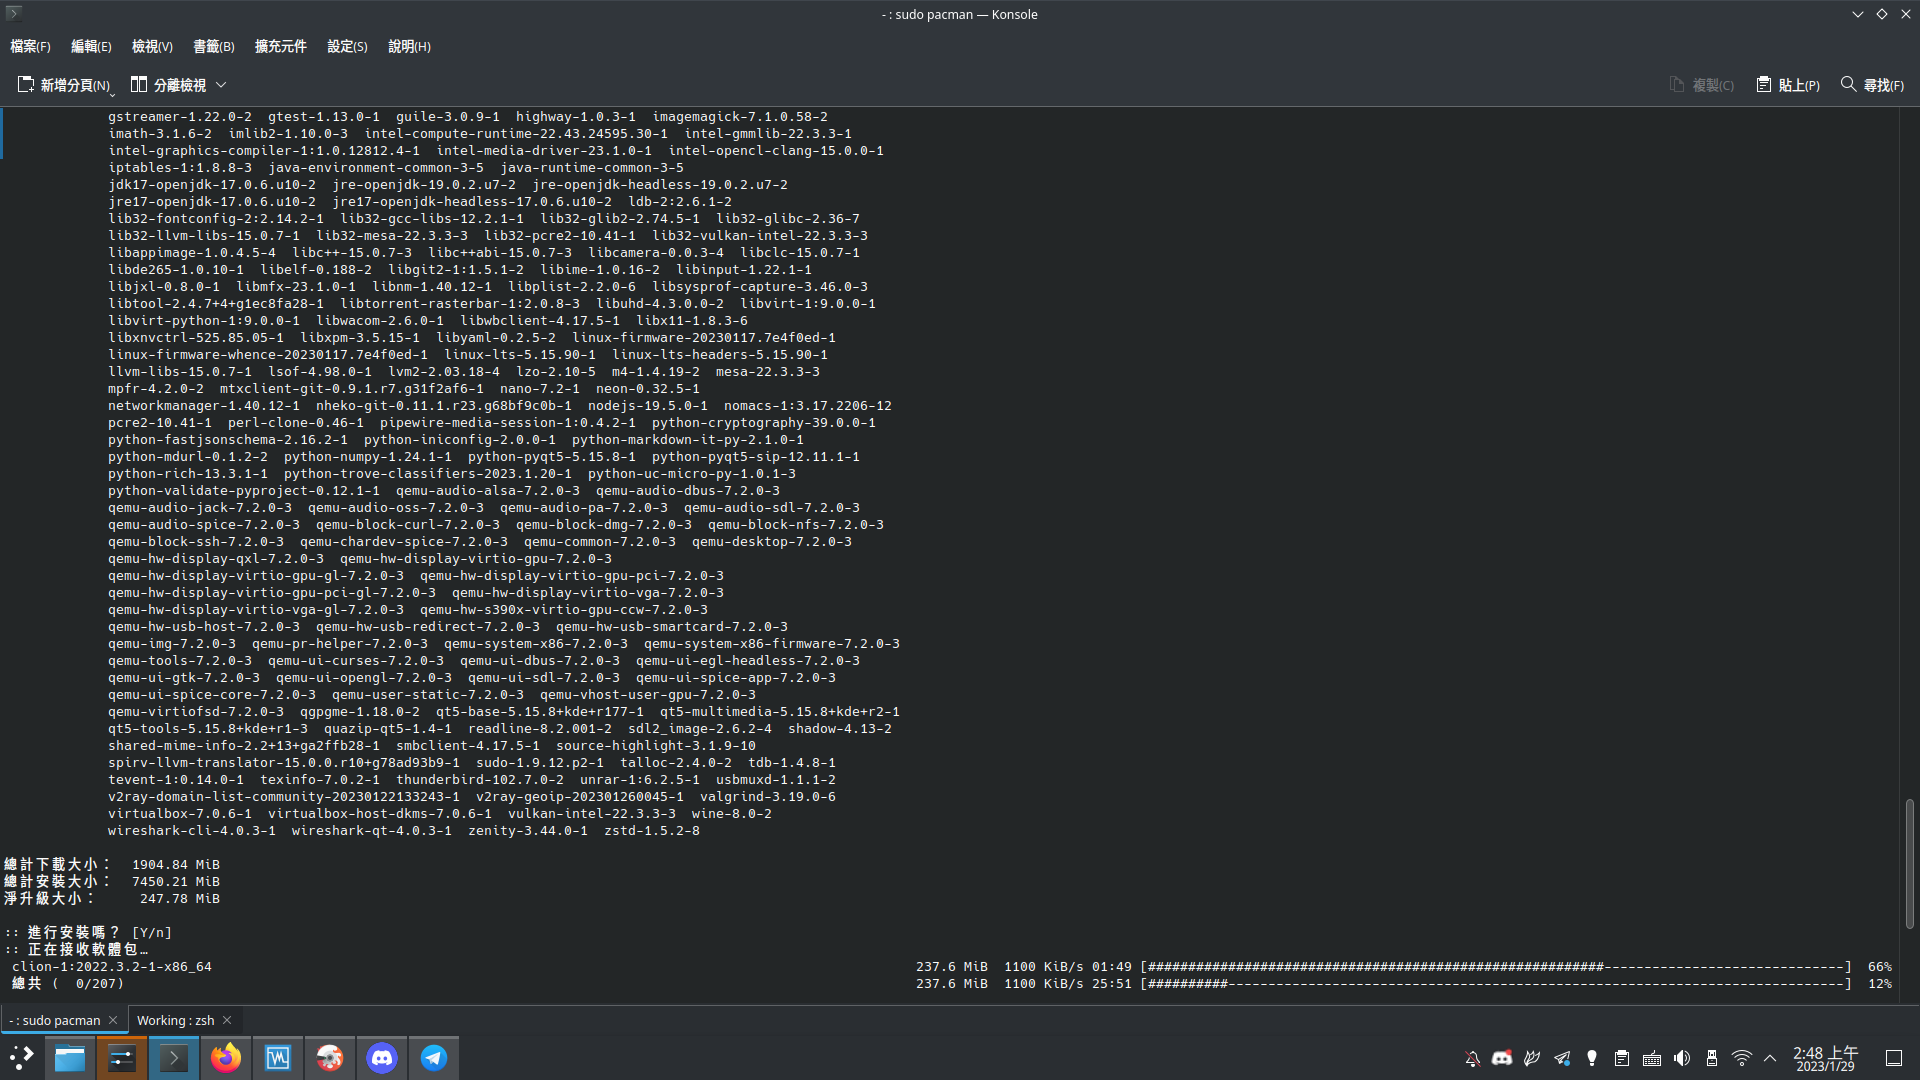 - : sudo pacman — Konsole
檔案(F) 編輯(E) 檢視(V) 書籤(B) 擴充元件 設定(S) 說明(H)
新增分頁(N) 分離檢視 複製(C) 貼上(P) 尋找(F)
gstreamer-1.22.0-2  gtest-1.13.0-1  guile-3.0.9-1  highway-1.0.3-1  imagemagick-7.1.0.58-2
imath-3.1.6-2  imlib2-1.10.0-3  intel-compute-runtime-22.43.24595.30-1  intel-gmmlib-22.3.3-1
intel-graphics-compiler-1:1.0.12812.4-1  intel-media-driver-23.1.0-1  intel-opencl-clang-15.0.0-1
iptables-1:1.8.8-3  java-environment-common-3-5  java-runtime-common-3-5
jdk17-openjdk-17.0.6.u10-2  jre-openjdk-19.0.2.u7-2  jre-openjdk-headless-19.0.2.u7-2
jre17-openjdk-17.0.6.u10-2  jre17-openjdk-headless-17.0.6.u10-2  ldb-2:2.6.1-2
lib32-fontconfig-2:2.14.2-1  lib32-gcc-libs-12.2.1-1  lib32-glib2-2.74.5-1  lib32-glibc-2.36-7
lib32-llvm-libs-15.0.7-1  lib32-mesa-22.3.3-3  lib32-pcre2-10.41-1  lib32-vulkan-intel-22.3.3-3
libappimage-1.0.4.5-4  libc++-15.0.7-3  libc++abi-15.0.7-3  libcamera-0.0.3-4  libclc-15.0.7-1
libde265-1.0.10-1  libelf-0.188-2  libgit2-1:1.5.1-2  libime-1.0.16-2  libinput-1.22.1-1
libjxl-0.8.0-1  libmfx-23.1.0-1  libnm-1.40.12-1  libplist-2.2.0-6  libsysprof-capture-3.46.0-3
libtool-2.4.7+4+g1ec8fa28-1  libtorrent-rasterbar-1:2.0.8-3  libuhd-4.3.0.0-2  libvirt-1:9.0.0-1
libvirt-python-1:9.0.0-1  libwacom-2.6.0-1  libwbclient-4.17.5-1  libx11-1.8.3-6
libxnvctrl-525.85.05-1  libxpm-3.5.15-1  libyaml-0.2.5-2  linux-firmware-20230117.7e4f0ed-1
linux-firmware-whence-20230117.7e4f0ed-1  linux-lts-5.15.90-1  linux-lts-headers-5.15.90-1
llvm-libs-15.0.7-1  lsof-4.98.0-1  lvm2-2.03.18-4  lzo-2.10-5  m4-1.4.19-2  mesa-22.3.3-3
mpfr-4.2.0-2  mtxclient-git-0.9.1.r7.g31f2af6-1  nano-7.2-1  neon-0.32.5-1
networkmanager-1.40.12-1  nheko-git-0.11.1.r23.g68bf9c0b-1  nodejs-19.5.0-1  nomacs-1:3.17.2206-12
pcre2-10.41-1  perl-clone-0.46-1  pipewire-media-session-1:0.4.2-1  python-cryptography-39.0.0-1
python-fastjsonschema-2.16.2-1  python-iniconfig-2.0.0-1  python-markdown-it-py-2.1.0-1
python-mdurl-0.1.2-2  python-numpy-1.24.1-1  python-pyqt5-5.15.8-1  python-pyqt5-sip-12.11.1-1
python-rich-13.3.1-1  python-trove-classifiers-2023.1.20-1  python-uc-micro-py-1.0.1-3
python-validate-pyproject-0.12.1-1  qemu-audio-alsa-7.2.0-3  qemu-audio-dbus-7.2.0-3
qemu-audio-jack-7.2.0-3  qemu-audio-oss-7.2.0-3  qemu-audio-pa-7.2.0-3  qemu-audio-sdl-7.2.0-3
qemu-audio-spice-7.2.0-3  qemu-block-curl-7.2.0-3  qemu-block-dmg-7.2.0-3  qemu-block-nfs-7.2.0-3
qemu-block-ssh-7.2.0-3  qemu-chardev-spice-7.2.0-3  qemu-common-7.2.0-3  qemu-desktop-7.2.0-3
qemu-hw-display-qxl-7.2.0-3  qemu-hw-display-virtio-gpu-7.2.0-3
qemu-hw-display-virtio-gpu-gl-7.2.0-3  qemu-hw-display-virtio-gpu-pci-7.2.0-3
qemu-hw-display-virtio-gpu-pci-gl-7.2.0-3  qemu-hw-display-virtio-vga-7.2.0-3
qemu-hw-display-virtio-vga-gl-7.2.0-3  qemu-hw-s390x-virtio-gpu-ccw-7.2.0-3
qemu-hw-usb-host-7.2.0-3  qemu-hw-usb-redirect-7.2.0-3  qemu-hw-usb-smartcard-7.2.0-3
qemu-img-7.2.0-3  qemu-pr-helper-7.2.0-3  qemu-system-x86-7.2.0-3  qemu-system-x86-firmware-7.2.0-3
qemu-tools-7.2.0-3  qemu-ui-curses-7.2.0-3  qemu-ui-dbus-7.2.0-3  qemu-ui-egl-headless-7.2.0-3
qemu-ui-gtk-7.2.0-3  qemu-ui-opengl-7.2.0-3  qemu-ui-sdl-7.2.0-3  qemu-ui-spice-app-7.2.0-3
qemu-ui-spice-core-7.2.0-3  qemu-user-static-7.2.0-3  qemu-vhost-user-gpu-7.2.0-3
qemu-virtiofsd-7.2.0-3  qgpgme-1.18.0-2  qt5-base-5.15.8+kde+r177-1  qt5-multimedia-5.15.8+kde+r2-1
qt5-tools-5.15.8+kde+r1-3  quazip-qt5-1.4-1  readline-8.2.001-2  sdl2_image-2.6.2-4  shadow-4.13-2
shared-mime-info-2.2+13+ga2ffb28-1  smbclient-4.17.5-1  source-highlight-3.1.9-10
spirv-llvm-translator-15.0.0.r10+g78ad93b9-1  sudo-1.9.12.p2-1  talloc-2.4.0-2  tdb-1.4.8-1
tevent-1:0.14.0-1  texinfo-7.0.2-1  thunderbird-102.7.0-2  unrar-1:6.2.5-1  usbmuxd-1.1.1-2
v2ray-domain-list-community-20230122133243-1  v2ray-geoip-202301260045-1  valgrind-3.19.0-6
virtualbox-7.0.6-1  virtualbox-host-dkms-7.0.6-1  vulkan-intel-22.3.3-3  wine-8.0-2
wireshark-cli-4.0.3-1  wireshark-qt-4.0.3-1  zenity-3.44.0-1  zstd-1.5.2-8
總計下載大小：  1904.84 MiB
總計安裝大小：  7450.21 MiB
淨升級大小：  247.78 MiB
:: 進行安裝嗎？ [Y/n]
:: 正在接收軟體包…
clion-1:2022.3.2-1-x86_64  237.6 MiB  1100 KiB/s 01:49 [#########################################################------------------------------]  66%
總共 (  0/207)  237.6 MiB  1100 KiB/s 25:51 [##########-----------------------------------------------------------------------------]  12%
- : sudo pacman  Working : zsh
2:48 上午
2023/1/29